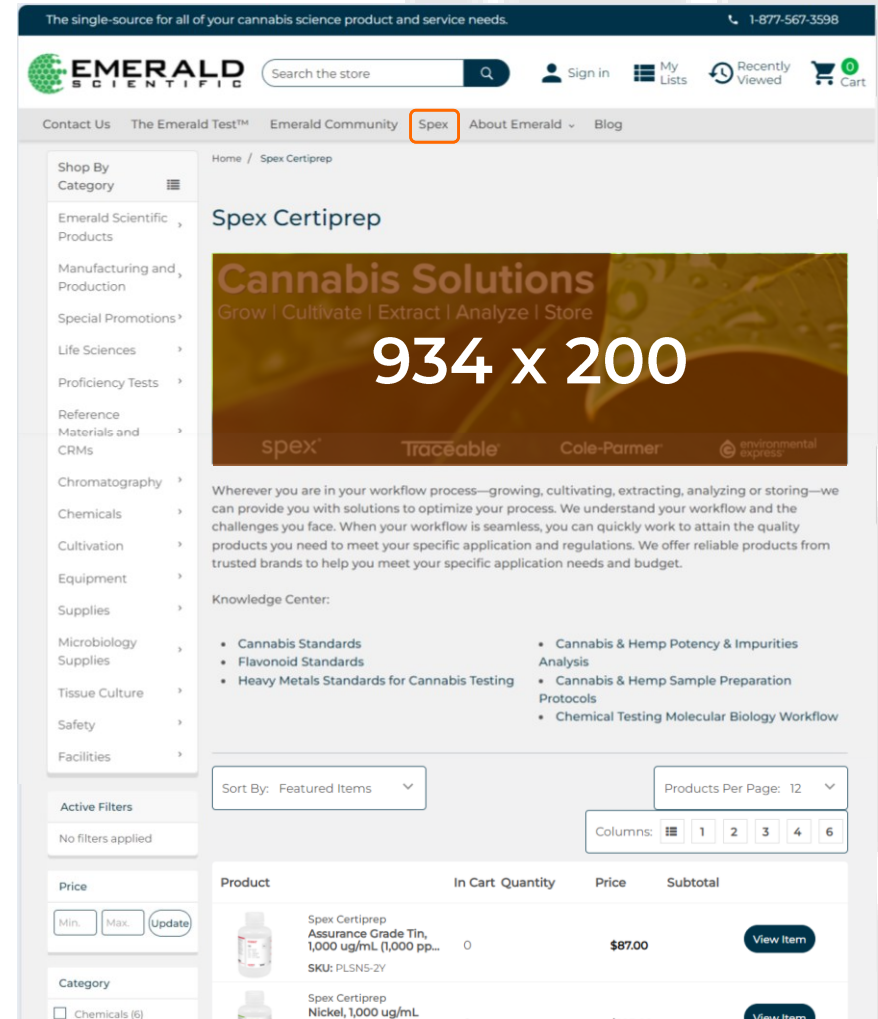 The single-source for all of your cannabis science product and service needs.
1-877-567-3598
EMERALD
SCIENTIFIC
Search the store
Sign in
My
Lists
Recently
Viewed
0
Cart
Contact Us The Emerald Test™ Emerald Community Spex About Emerald Blog
Home / Spex Certiprep
Shop By
Category
Emerald Scientific
Products
Manufacturing and
Production
Special Promotions
Life Sciences
Proficiency Tests
Reference
Materials and
CRMs
Chromatography
Chemicals
Cultivation
Equipment
Supplies
Microbiology
Supplies
Tissue Culture
Safety
Facilities
Active Filters
No filters applied
Price
Min. Max. Update
Category
Chemicals (6)
Spex Certiprep
Cannabis Solutions
Grow | Cultivate | Extract | Analyze | Store
934 x 200
spex Traceable Cole-Parmer environmental
express
Wherever you are in your workflow process—growing, cultivating, extracting, analyzing or storing—we
can provide you with solutions to optimize your process. We understand your workflow and the
challenges you face. When your workflow is seamless, you can quickly work to attain the quality
products you need to meet your specific application and regulations. We offer reliable products from
trusted brands to help you meet your specific application needs and budget.
Knowledge Center:
• Cannabis Standards
• Flavonoid Standards
• Heavy Metals Standards for Cannabis Testing
• Cannabis & Hemp Potency & Impurities
Analysis
• Cannabis & Hemp Sample Preparation
Protocols
• Chemical Testing Molecular Biology Workflow
Sort By: Featured Items
Products Per Page: 12
Columns: 1 2 3 4 6
Product In Cart Quantity Price Subtotal
Spex Certiprep
Assurance Grade Tin,
1,000 ug/mL (1,000 pp...
SKU: PLSN5-2Y
0
$87.00
View Item
Spex Certiprep
Nickel, 1,000 ug/mL
View Item